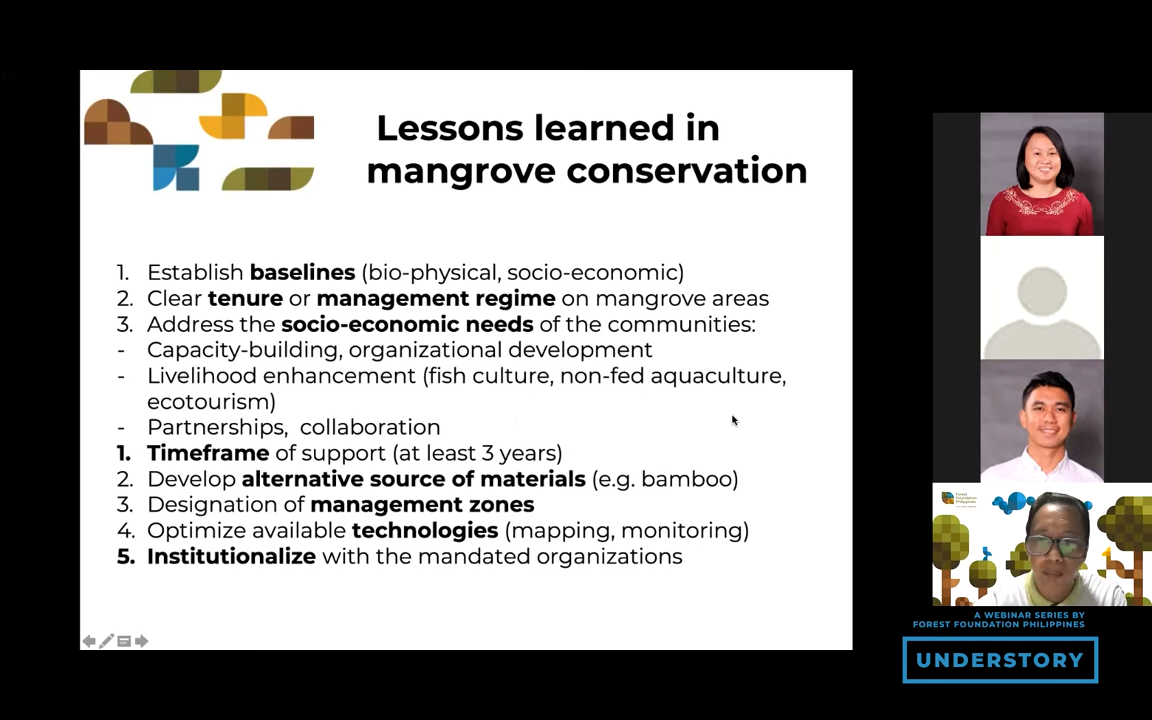 Lessons learned in
mangrove conservation
1. Establish baselines (bio-physical, socio-economic)
2. Clear tenure or management regime on mangrove areas
3. Address the socio-economic needs of the communities:
- Capacity-building, organizational development
- Livelihood enhancement (fish culture, non-fed aquaculture,
ecotourism)
- Partnerships, collaboration
1. Timeframe of support (at least 3 years)
2. Develop alternative source of materials (e.g. bamboo)
3. Designation of management zones
4. Optimize available technologies (mapping, monitoring)
5. Institutionalize with the mandated organizations
Forest
Foundation
Philippines
A WEBINAR SERIES BY
FOREST FOUNDATION PHILIPPINES
UNDERSTORY